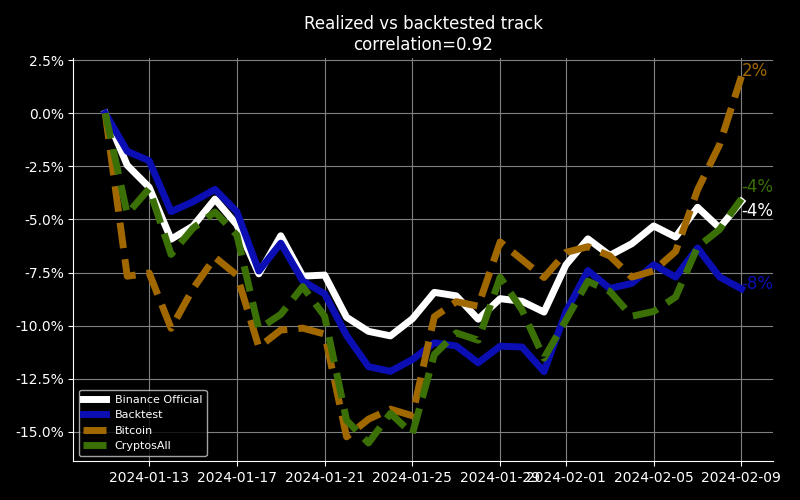 Realized vs backtested track
correlation=0.92
2.5%
0.0%
-2.5%
-5.0%
-7.5%
-10.0%
-12.5%
-15.0%
2%
-4%
-4%
-8%
Binance Official
Backtest
Bitcoin
CryptosAll
2024-01-13 2024-01-17 2024-01-21 2024-01-25 2024-01-29 2024-02-01 2024-02-05 2024-02-09